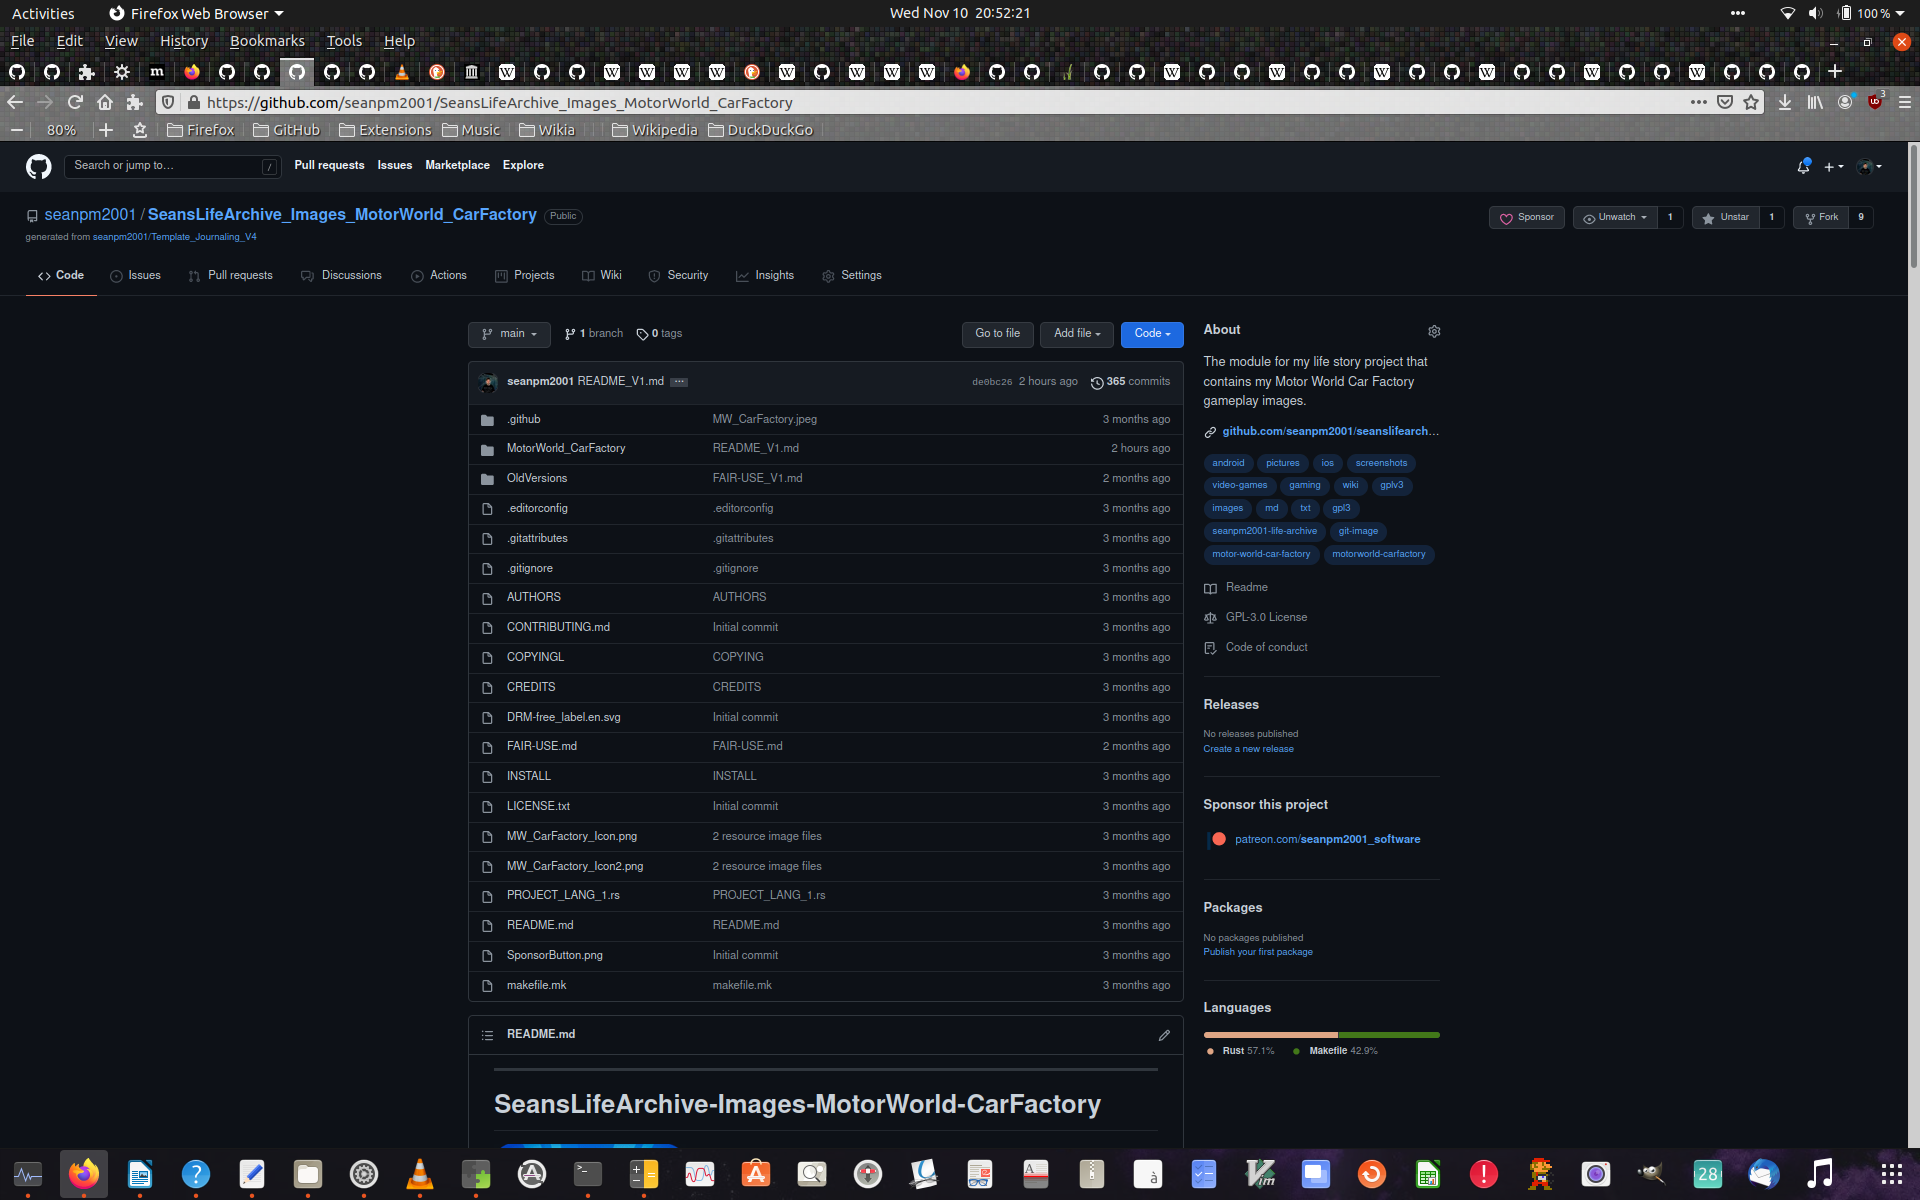 Activities Firefox Web Browser Wed Nov 10 20:52:21 100 %
File Edit View History Bookmarks Tools Help
https://github.com/seanpm2001/SeansLifeArchive_Images_MotorWorld_CarFactory 3
80% Firefox GitHub Extensions Music Wikia Wikipedia DuckDuckGo
Search or jump to… / Pull requests Issues Marketplace Explore
seanpm2001 / SeansLifeArchive_Images_MotorWorld_CarFactory Public Sponsor Unwatch 1 Unstar 1 Fork 9
generated from seanpm2001/Template_Journaling_V4
Code Issues Pull requests Discussions Actions Projects Wiki Security Insights Settings
main 1 branch 0 tags Go to file Add file Code
seanpm2001 README_V1.md ... de0bc26 2 hours ago 365 commits
.github MW_CarFactory.jpeg 3 months ago
MotorWorld_CarFactory README_V1.md 2 hours ago
OldVersions FAIR-USE_V1.md 2 months ago
.editorconfig .editorconfig 3 months ago
.gitattributes .gitattributes 3 months ago
.gitignore .gitignore 3 months ago
AUTHORS AUTHORS 3 months ago
CONTRIBUTING.md Initial commit 3 months ago
COPYINGL COPYING 3 months ago
CREDITS CREDITS 3 months ago
DRM-free_label.en.svg Initial commit 3 months ago
FAIR-USE.md FAIR-USE.md 2 months ago
INSTALL INSTALL 3 months ago
LICENSE.txt Initial commit 3 months ago
MW_CarFactory_Icon.png 2 resource image files 3 months ago
MW_CarFactory_Icon2.png 2 resource image files 3 months ago
PROJECT_LANG_1.rs PROJECT_LANG_1.rs 3 months ago
README.md README.md 3 months ago
SponsorButton.png Initial commit 3 months ago
makefile.mk makefile.mk 3 months ago
README.md
SeansLifeArchive-Images-MotorWorld-CarFactory
About
The module for my life story project that
contains my Motor World Car Factory
gameplay images.
github.com/seanpm2001/seanslifearch…
android pictures ios screenshots
video-games gaming wiki gplv3
images md txt gpl3
seanpm2001-life-archive git-image
motor-world-car-factory motorworld-carfactory
Readme
GPL-3.0 License
Code of conduct
Releases
No releases published
Create a new release
Sponsor this project
patreon.com/seanpm2001_software
Packages
No packages published
Publish your first package
Languages
Rust 57.1% Makefile 42.9%
28